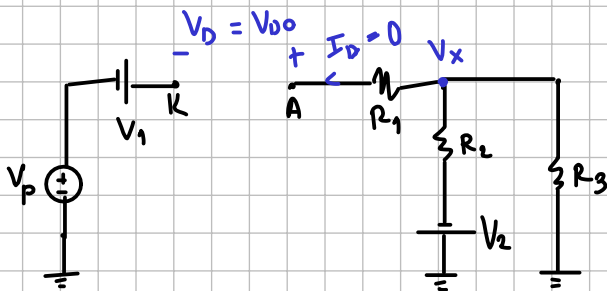 V_D = V_D0
− + I_D = 0 V_X
K A R_1
V_1
R_2 R_3
V_p + −
V_2